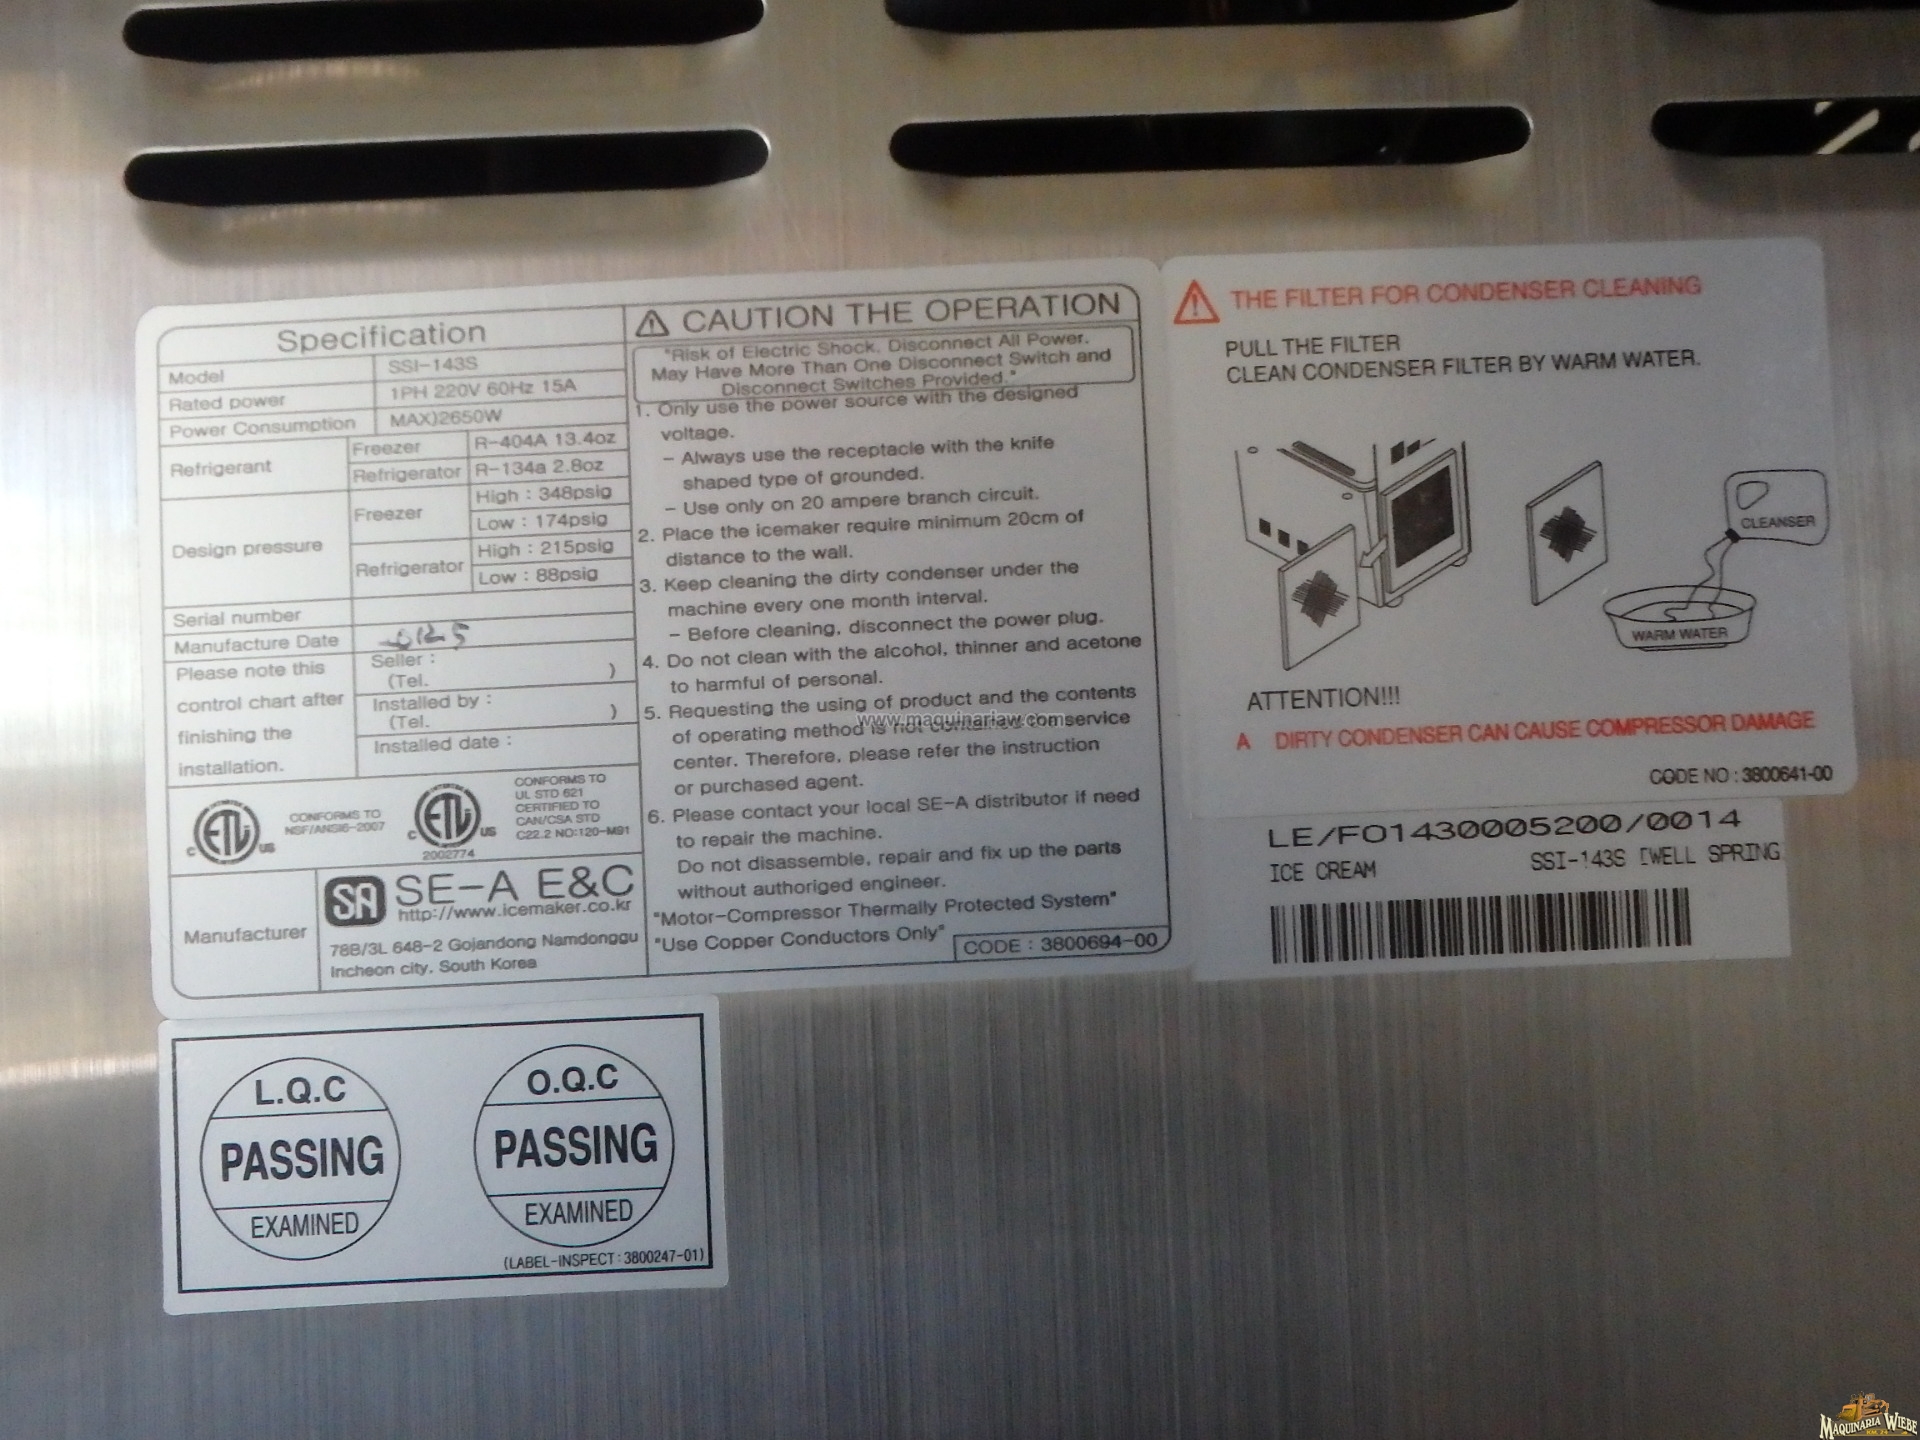 Specification
Model SSI-143S
Rated power 1PH 220V 60Hz 15A
Power Consumption MAX)2650W
Refrigerant Freezer R-404A 13.4oz
Refrigerator R-134a 2.8oz
Design pressure Freezer High : 348psig
Low : 174psig
Refrigerator High : 215psig
Low : 88psig
Serial number
Manufacture Date
Please note this
control chart after
finishing the
installation.
Seller :
(Tel. )
Installed by :
(Tel. )
Installed date :
ETL
C US
CONFORMS TO
NSF/ANSI6-2007
ETL
C US
2002774
CONFORMS TO
UL STD 621
CERTIFIED TO
CAN/CSA STD
C22.2 NO:120-M91
Manufacturer
SA SE-A E&C
http://www.icemaker.co.kr
78B/3L 648-2 Gojandong Namdonggu
Incheon city, South Korea
CAUTION THE OPERATION
"Risk of Electric Shock, Disconnect All Power.
May Have More Than One Disconnect Switch and
Disconnect Switches Provided."
1. Only use the power source with the designed
voltage.
- Always use the receptacle with the knife
shaped type of grounded.
- Use only on 20 ampere branch circuit.
2. Place the icemaker require minimum 20cm of
distance to the wall.
3. Keep cleaning the dirty condenser under the
machine every one month interval.
- Before cleaning, disconnect the power plug.
4. Do not clean with the alcohol, thinner and acetone
to harmful of personal.
5. Requesting the using of product and the contents
of operating method is not contained service
center. Therefore, please refer the instruction
or purchased agent.
6. Please contact your local SE-A distributor if need
to repair the machine.
Do not disassemble, repair and fix up the parts
without authoriged engineer.
"Motor-Compressor Thermally Protected System"
"Use Copper Conductors Only"
CODE : 3800694-00
www.maquinariaw.com
THE FILTER FOR CONDENSER CLEANING
PULL THE FILTER
CLEAN CONDENSER FILTER BY WARM WATER.
CLEANSER
WARM WATER
ATTENTION!!!
A DIRTY CONDENSER CAN CAUSE COMPRESSOR DAMAGE
CODE NO : 3800641-00
LE/FO1430005200/0014
ICE CREAM SSI-143S [WELL SPRING
L.Q.C
PASSING
EXAMINED
O.Q.C
PASSING
EXAMINED
(LABEL-INSPECT : 3800247-01)
MAQUINARIA WIEBE